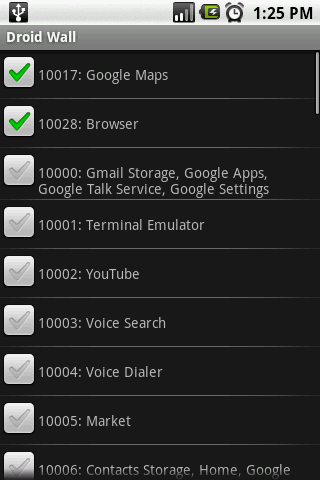 1:25 PM
Droid Wall
10017: Google Maps
10028: Browser
10000: Gmail Storage, Google Apps,
Google Talk Service, Google Settings
10001: Terminal Emulator
10002: YouTube
10003: Voice Search
10004: Voice Dialer
10005: Market
10006: Contacts Storage, Home, Google